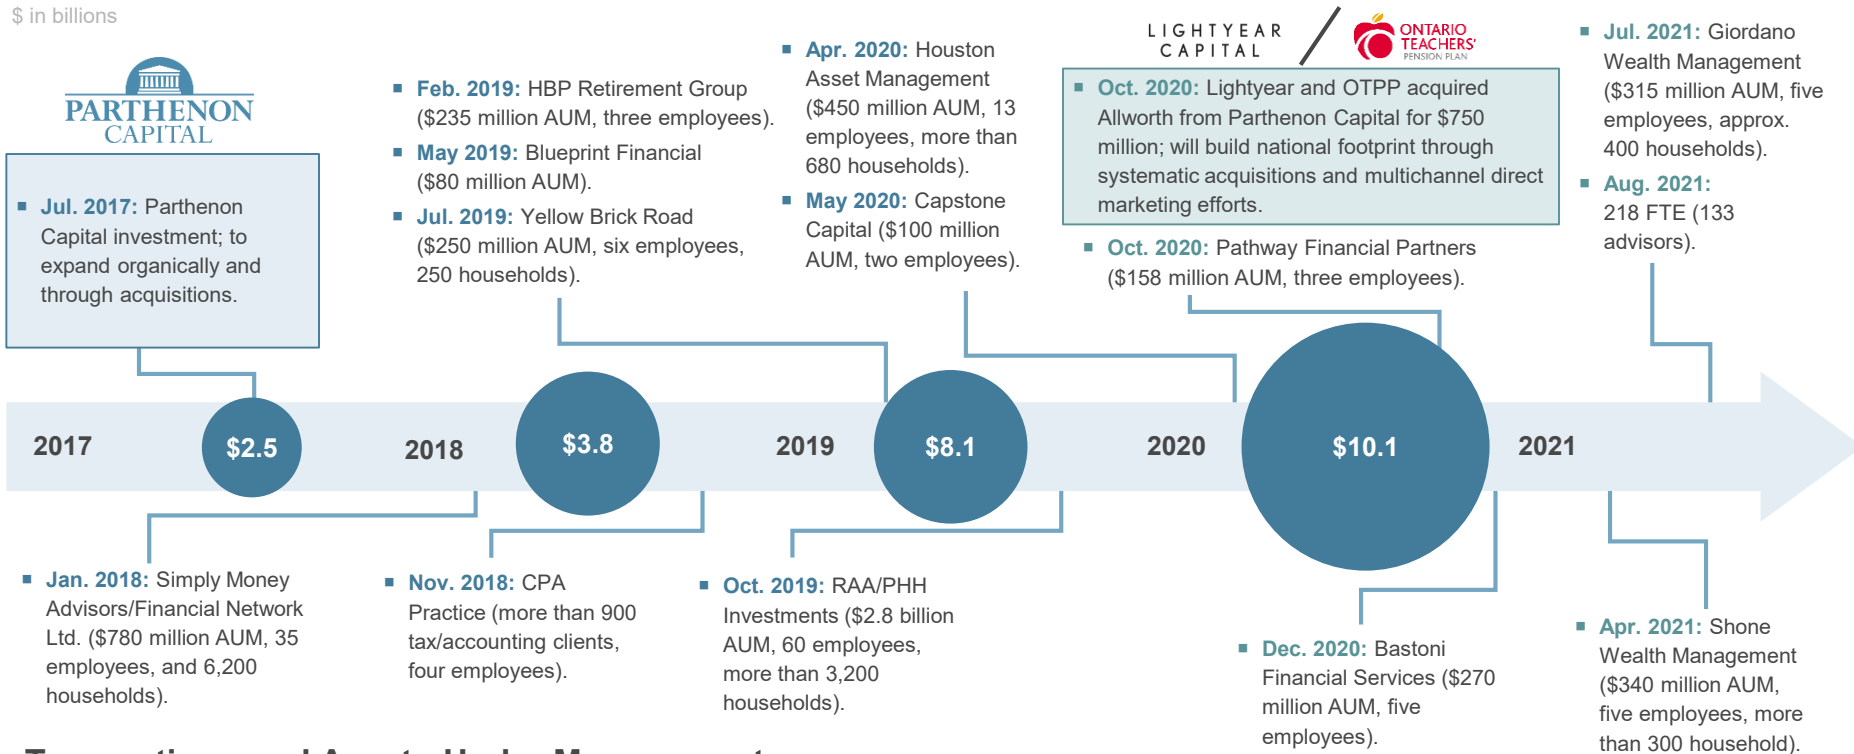 $ in billions
PARTHENON
CAPITAL
▪ Jul. 2017: Parthenon
Capital investment; to
expand organically and
through acquisitions.
▪ Feb. 2019: HBP Retirement Group
($235 million AUM, three employees).
▪ May 2019: Blueprint Financial
($80 million AUM).
▪ Jul. 2019: Yellow Brick Road
($250 million AUM, six employees,
250 households).
▪ Apr. 2020: Houston
Asset Management
($450 million AUM, 13
employees, more than
680 households).
▪ May 2020: Capstone
Capital ($100 million
AUM, two employees).
LIGHTYEAR
CAPITAL
ONTARIO
TEACHERS'
PENSION PLAN
▪ Oct. 2020: Lightyear and OTPP acquired
Allworth from Parthenon Capital for $750
million; will build national footprint through
systematic acquisitions and multichannel direct
marketing efforts.
▪ Oct. 2020: Pathway Financial Partners
($158 million AUM, three employees).
▪ Jul. 2021: Giordano
Wealth Management
($315 million AUM, five
employees, approx.
400 households).
▪ Aug. 2021:
218 FTE (133
advisors).
2017
$2.5
2018
$3.8
2019
$8.1
2020
$10.1
2021
▪ Jan. 2018: Simply Money
Advisors/Financial Network
Ltd. ($780 million AUM, 35
employees, and 6,200
households).
▪ Nov. 2018: CPA
Practice (more than 900
tax/accounting clients,
four employees).
▪ Oct. 2019: RAA/PHH
Investments ($2.8 billion
AUM, 60 employees,
more than 3,200
households).
▪ Dec. 2020: Bastoni
Financial Services ($270
million AUM, five
employees).
▪ Apr. 2021: Shone
Wealth Management
($340 million AUM,
five employees, more
than 300 household).